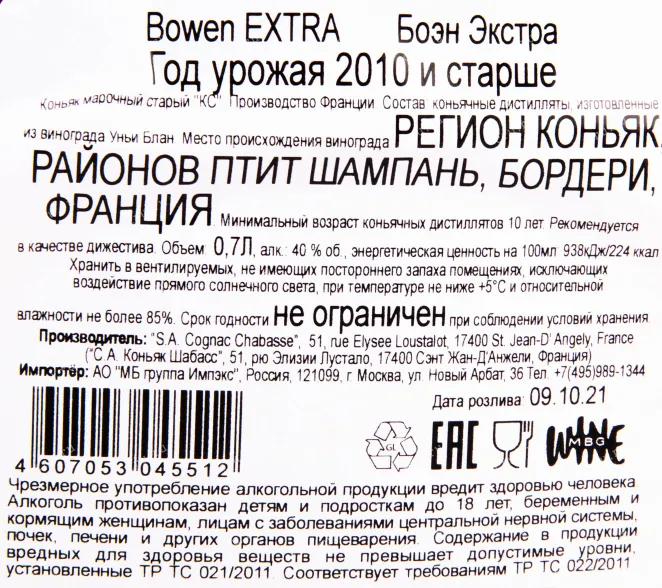 Bowen EXTRA Боэн Экстра
Год урожая 2010 и старше
Коньяк марочный старый "КС" Производство Франции Состав: коньячные дистилляты, изготовленные
из винограда Уньи Блан. Место происхождения винограда РЕГИОН КОНЬЯК,
РАЙОНОВ ПТИТ ШАМПАНЬ, БОРДЕРИ,
ФРАНЦИЯ Минимальный возраст коньячных дистиллятов 10 лет. Рекомендуется
в качестве дижестива. Объем: 0,7Л, алк.: 40 % об., энергетическая ценность на 100мл: 938кДж/224 ккал
Хранить в вентилируемых, не имеющих постороннего запаха помещениях, исключающих
воздействие прямого солнечного света, при температуре не ниже +5°С и относительной
влажности не более 85%. Срок годности не ограничен при соблюдении условий хранения.
Производитель: "S.A. Cognac Chabasse", 51, rue Elysee Loustalot, 17400 St. Jean-D`Angely, France
("С.А. Коньяк Шабасс", 51, рю Элизии Лустало, 17400 Сэнт Жан-Д'Анжели, Франция)
Импортёр: АО "МБ группа Импэкс", Россия, 121099, г. Москва, ул. Новый Арбат, 36 Тел. +7(495)989-1344
Дата розлива: 09.10.21
GL EAC WINE MBG
4 607053 045512
Чрезмерное употребление алкогольной продукции вредит здоровью человека
Алкоголь противопоказан детям и подросткам до 18 лет, беременным и
кормящим женщинам, лицам с заболеваниями центральной нервной системы,
почек, печени и других органов пищеварения. Содержание в продукции
вредных для здоровья веществ не превышает допустимые уровни,
установленные ТР ТС 021/2011. Соответствует требованиям ТР ТС 022/2011